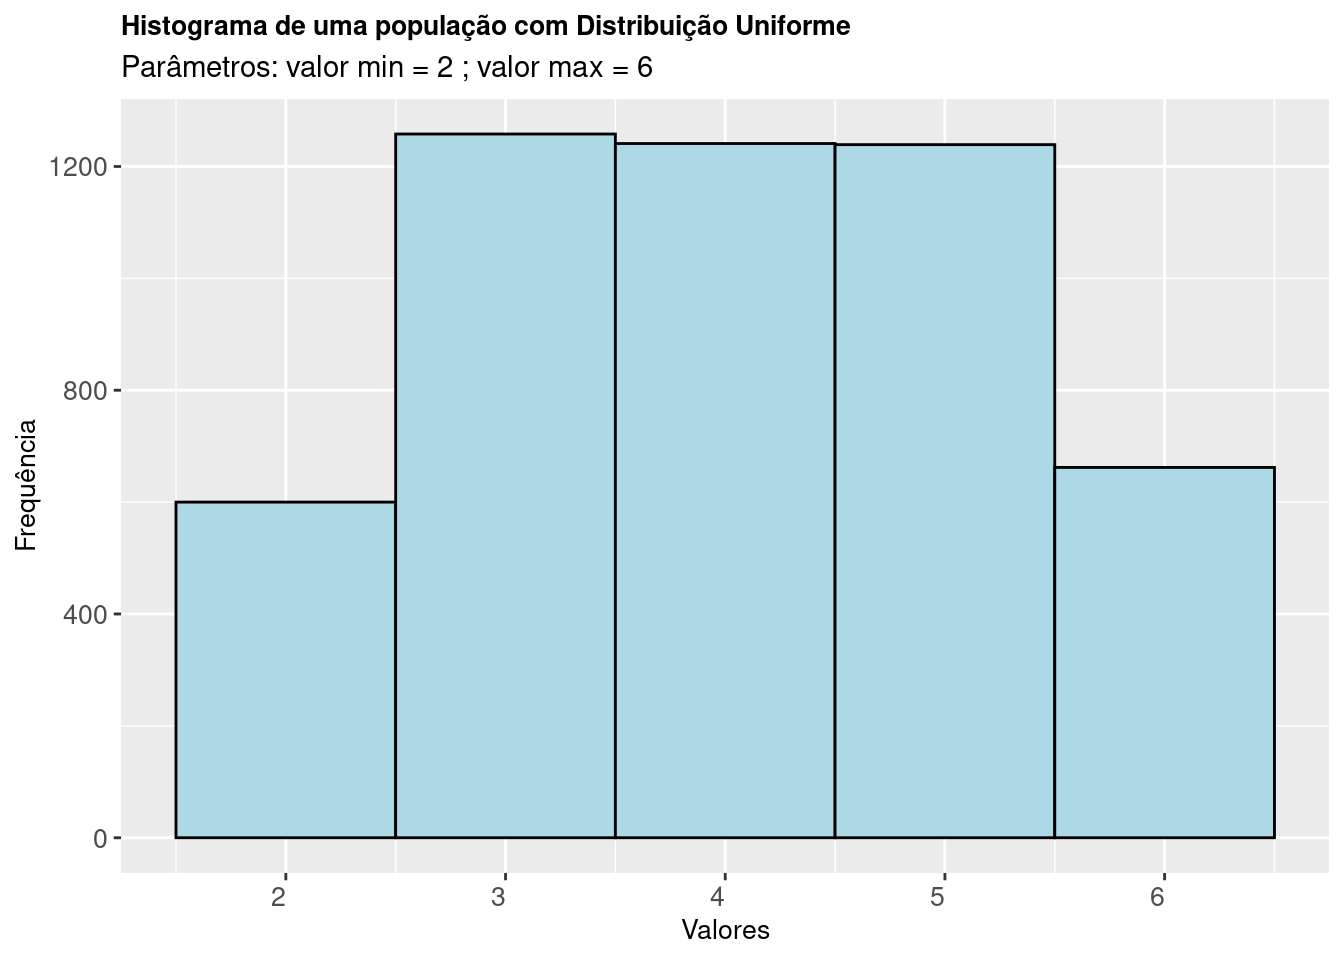 Histograma de uma população com Distribuição Uniforme
Parâmetros: valor min = 2 ; valor max = 6
1200
800
400
0
Frequência
2 3 4 5 6
Valores